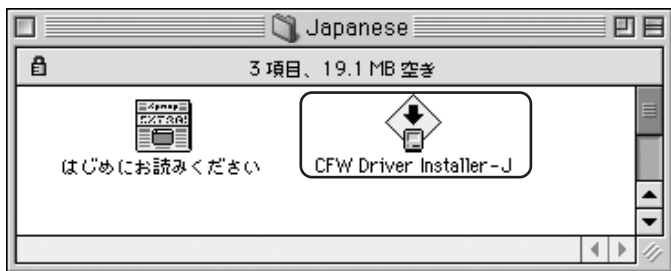 Japanese
3 項目、19.1 MB 空き
EXTRA!
はじめにお読みください
CFW Driver Installer-J